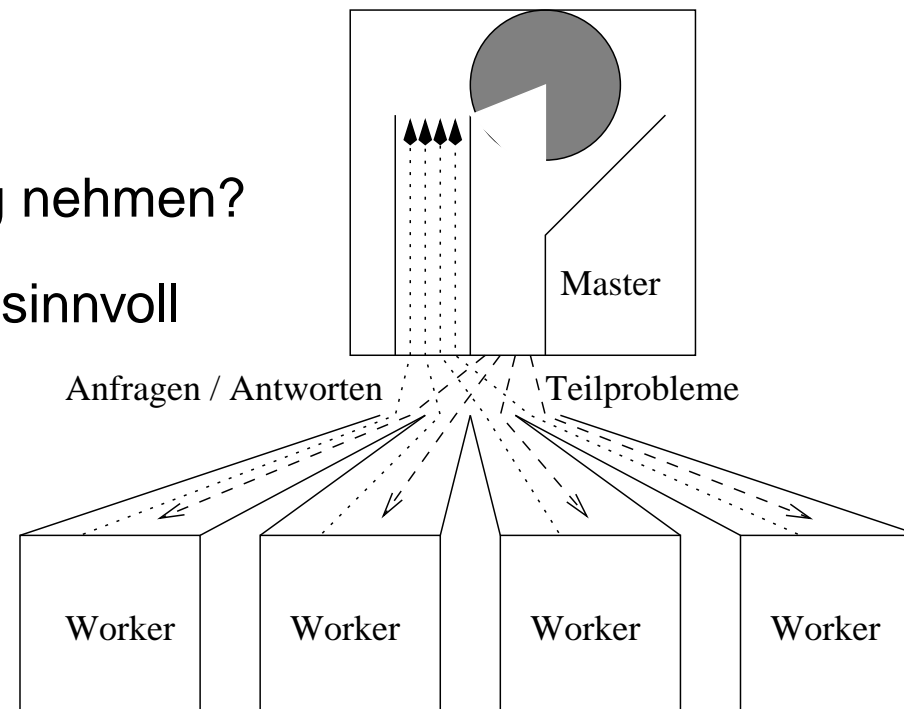 g nehmen?
sinnvoll
Master
Anfragen / Antworten Teilprobleme
Worker Worker Worker Worker